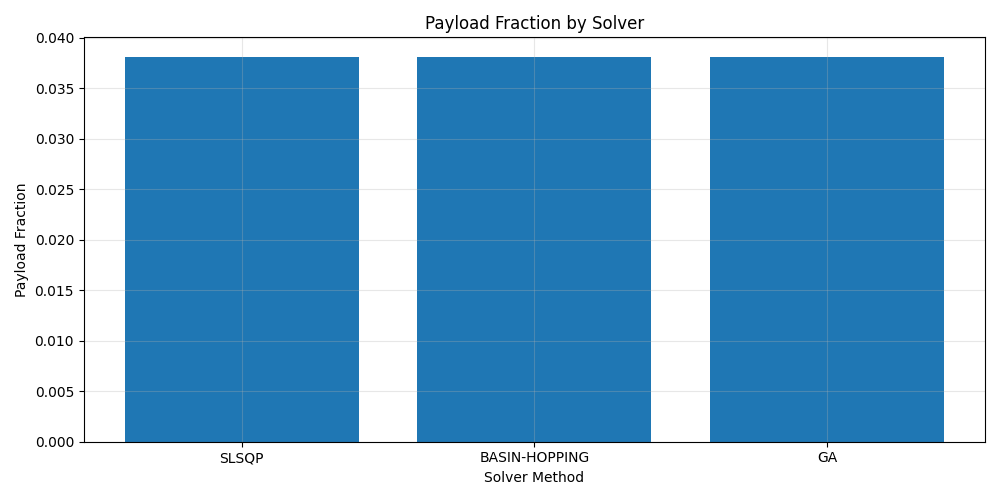 Payload Fraction by Solver
Payload Fraction
0.040
0.035
0.030
0.025
0.020
0.015
0.010
0.005
0.000
SLSQP
BASIN-HOPPING
GA
Solver Method